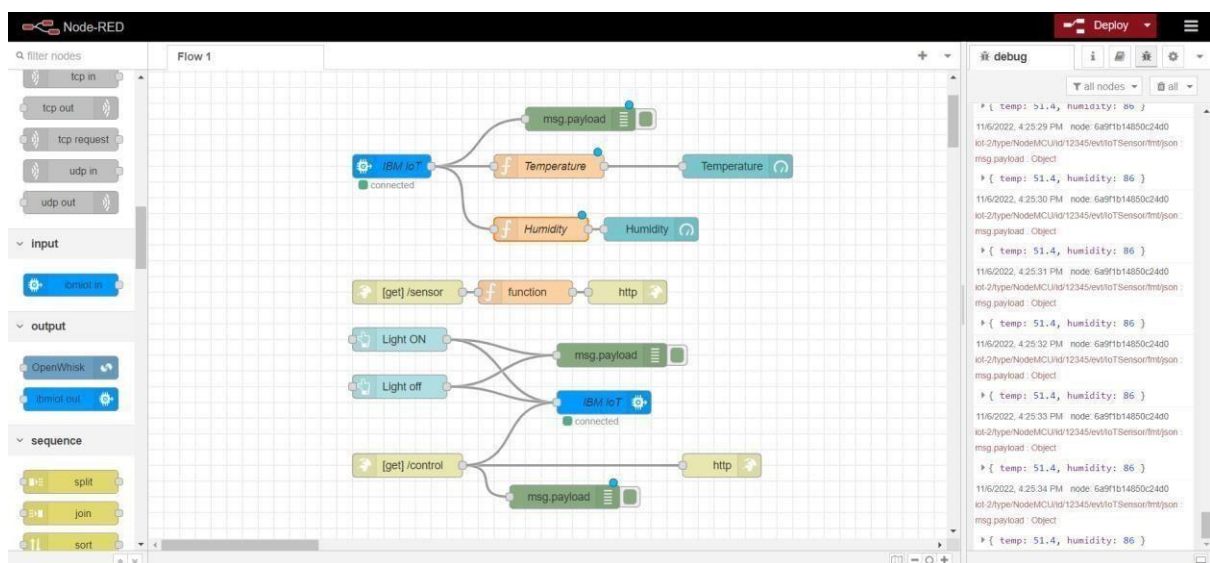 Node-RED
Deploy
filter nodes
Flow 1
debug
i
all nodes
all
tcp in
tcp out
tcp request
udp in
udp out
input
ibmiot in
output
OpenWhisk
ibmiot out
sequence
split
join
sort
msg.payload
IBM IoT
connected
Temperature
Temperature
Humidity
Humidity
[get] /sensor
function
http
Light ON
msg.payload
Light off
IBM IoT
connected
[get] /control
http
msg.payload
{ temp: 51.4, humidity: 86 }
11/6/2022, 4:25:29 PM node: 6a9f1b14850c24d0
iot-2/type/NodeMCU/id/12345/evt/IoTSensor/fmt/json :
msg.payload : Object
{ temp: 51.4, humidity: 86 }
11/6/2022, 4:25:30 PM node: 6a9f1b14850c24d0
iot-2/type/NodeMCU/id/12345/evt/IoTSensor/fmt/json :
msg.payload : Object
{ temp: 51.4, humidity: 86 }
11/6/2022, 4:25:31 PM node: 6a9f1b14850c24d0
iot-2/type/NodeMCU/id/12345/evt/IoTSensor/fmt/json :
msg.payload : Object
{ temp: 51.4, humidity: 86 }
11/6/2022, 4:25:32 PM node: 6a9f1b14850c24d0
iot-2/type/NodeMCU/id/12345/evt/IoTSensor/fmt/json :
msg.payload : Object
{ temp: 51.4, humidity: 86 }
11/6/2022, 4:25:33 PM node: 6a9f1b14850c24d0
iot-2/type/NodeMCU/id/12345/evt/IoTSensor/fmt/json :
msg.payload : Object
{ temp: 51.4, humidity: 86 }
11/6/2022, 4:25:34 PM node: 6a9f1b14850c24d0
iot-2/type/NodeMCU/id/12345/evt/IoTSensor/fmt/json :
msg.payload : Object
{ temp: 51.4, humidity: 86 }